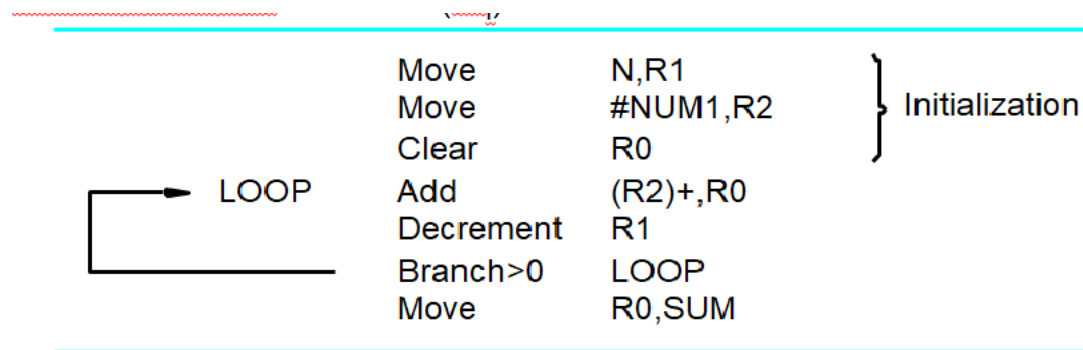 Move N,R1
Move #NUM1,R2
Initialization
Clear R0
LOOP Add (R2)+,R0
Decrement R1
Branch>0 LOOP
Move R0,SUM